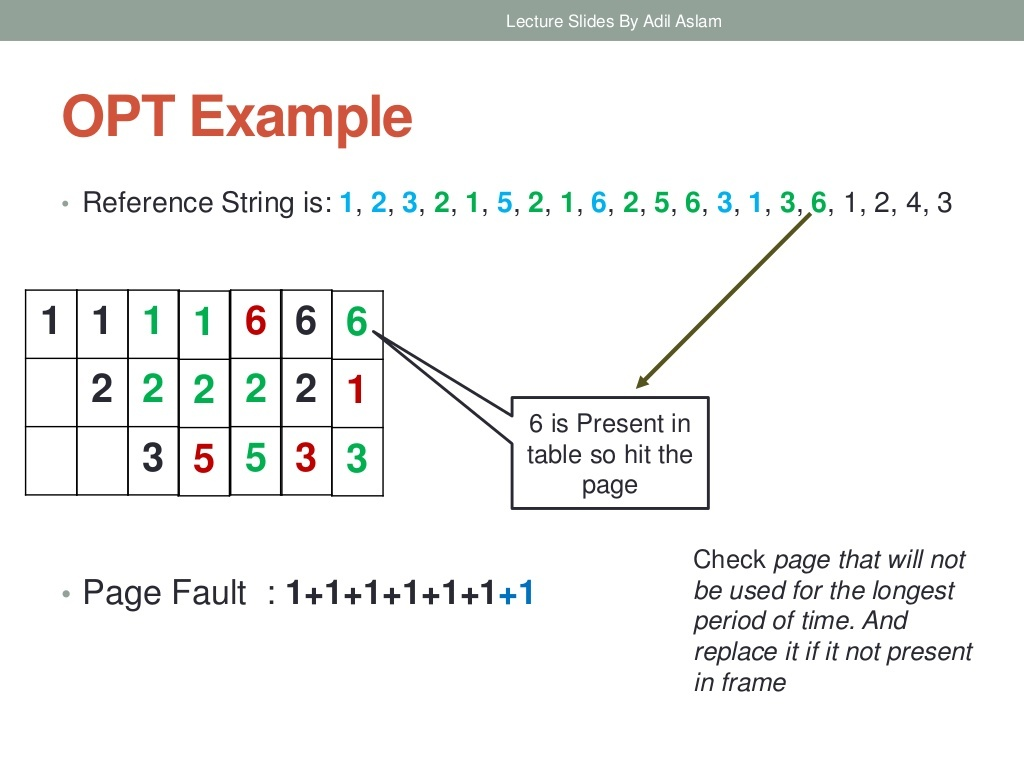 Lecture Slides By Adil Aslam
OPT Example
• Reference String is: 1, 2, 3, 2, 1, 5, 2, 1, 6, 2, 5, 6, 3, 1, 3, 6, 1, 2, 4, 3
1 1 1 1 6 6 6
2 2 2 2 2 1
3 5 5 3 3
6 is Present in
table so hit the
page
• Page Fault : 1+1+1+1+1+1+1
Check page that will not
be used for the longest
period of time. And
replace it if it not present
in frame